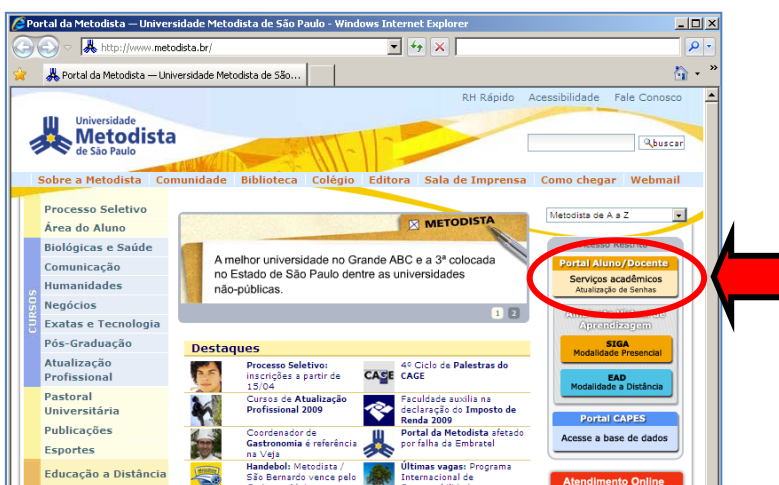 Portal da Metodista — Universidade Metodista de São Paulo - Windows Internet Explorer
http://www.metodista.br/
Portal da Metodista — Universidade Metodista de São...
RH Rápido Acessibilidade Fale Conosco
Universidade
Metodista
de São Paulo
buscar
Sobre a Metodista Comunidade Biblioteca Colégio Editora Sala de Imprensa Como chegar Webmail
Processo Seletivo
Área do Aluno
CURSOS
Biológicas e Saúde
Comunicação
Humanidades
Negócios
Exatas e Tecnologia
Pós-Graduação
Atualização
Profissional
Pastoral
Universitária
Publicações
Esportes
Educação a Distância
METODISTA
A melhor universidade no Grande ABC e a 3ª colocada
no Estado de São Paulo dentre as universidades
não-públicas.
1 2
Destaques
Processo Seletivo:
inscrições a partir de
15/04
Cursos de Atualização
Profissional 2009
Coordenador de
Gastronomia é referência
na Veja
Handebol: Metodista /
São Bernardo vence pelo
CAGE
4º Ciclo de Palestras do
CAGE
Faculdade auxilia na
declaração do Imposto de
Renda 2009
Portal da Metodista afetado
por falha da Embratel
Últimas vagas: Programa
Internacional de
Metodista de A a Z
Acesso Restrito
Portal Aluno/Docente
Serviços acadêmicos
Atualização de Senhas
Ambiente Virtual de
Aprendizagem
SIGA
Modalidade Presencial
EAD
Modalidade a Distância
Portal CAPES
Acesse a base de dados
Atendimento Online